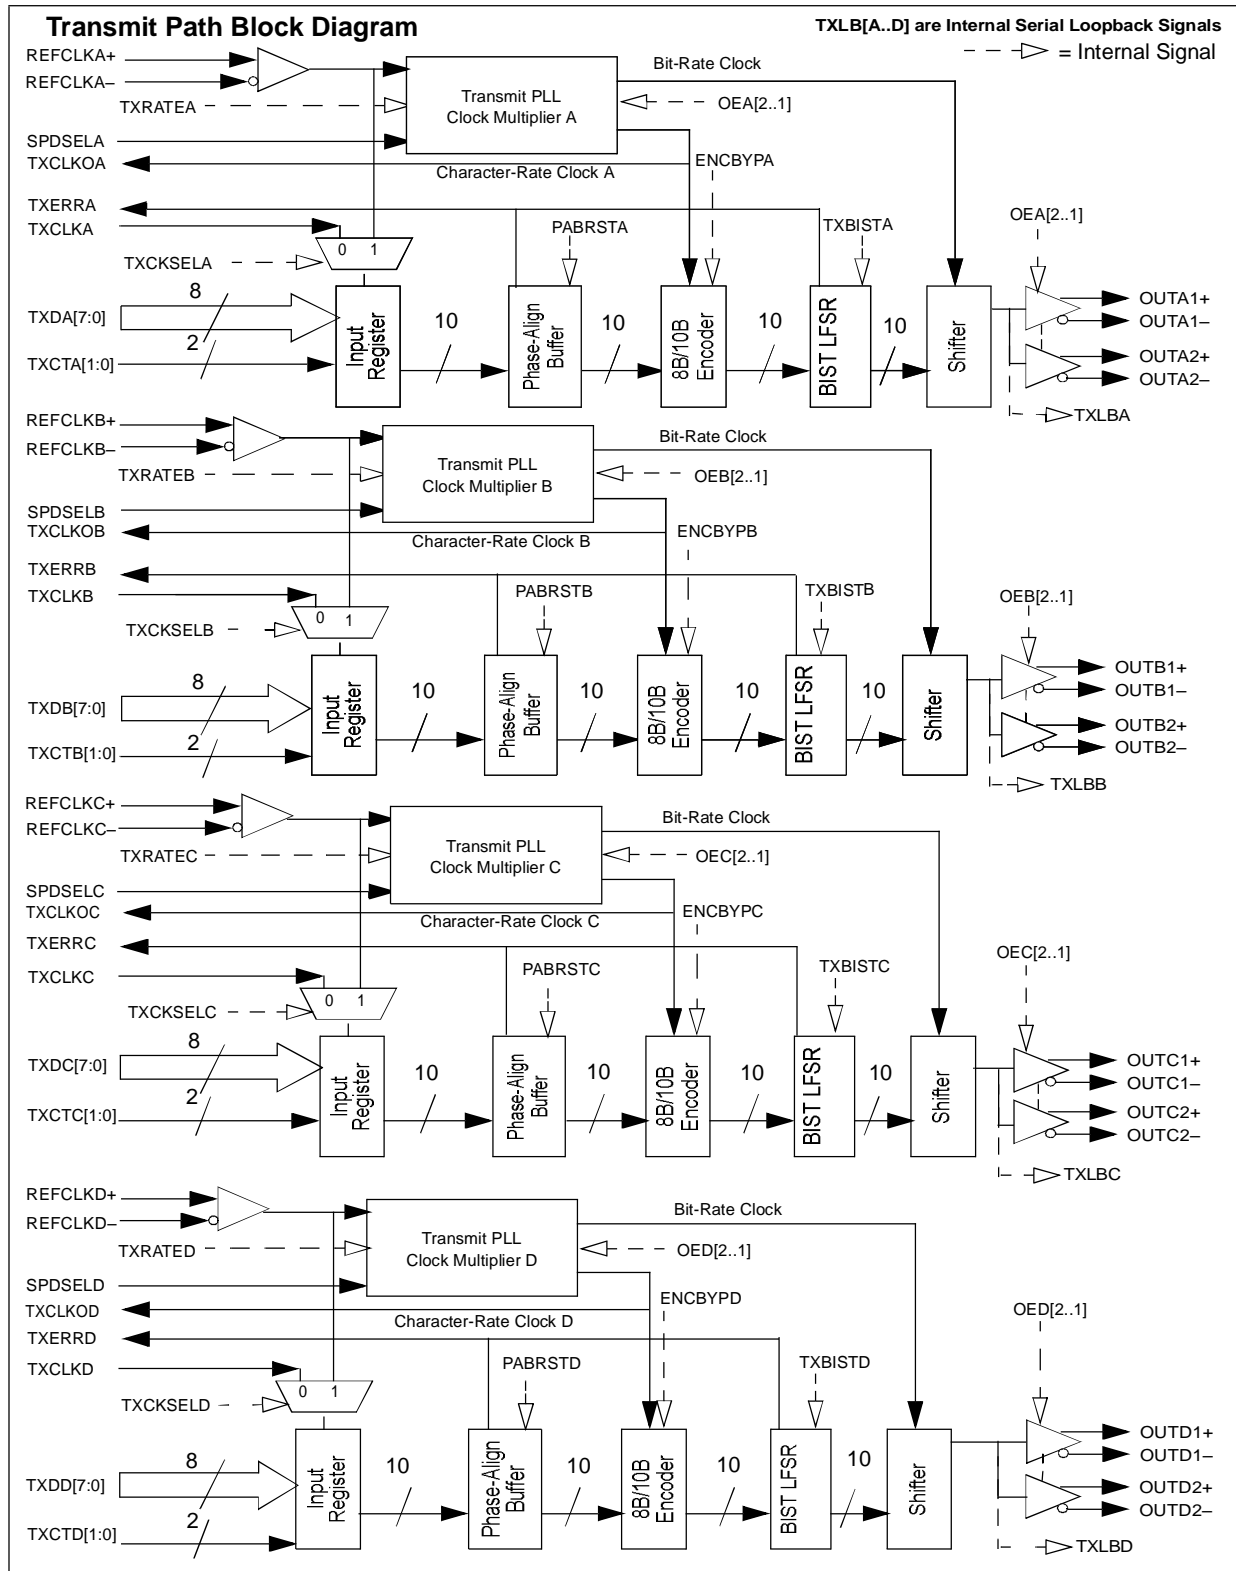 Transmit Path Block Diagram
TXLB[A..D] are Internal Serial Loopback Signals
= Internal Signal
REFCLKA+
REFCLKA–
TXRATEA
SPDSELA
TXCLKOA
TXERRA
TXCLKA
TXCKSELA
TXDA[7:0]
TXCTA[1:0]
Transmit PLL
Clock Multiplier A
Bit-Rate Clock
OEA[2..1]
Character-Rate Clock A
ENCBYPA
PABRSTA
TXBISTA
OEA[2..1]
0 1
8
2
Input
Register
10
Phase-Align
Buffer
10
8B/10B
Encoder
10
BIST LFSR
10
Shifter
OUTA1+
OUTA1–
OUTA2+
OUTA2–
TXLBA
REFCLKB+
REFCLKB–
TXRATEB
SPDSELB
TXCLKOB
TXERRB
TXCLKB
TXCKSELB
TXDB[7:0]
TXCTB[1:0]
Transmit PLL
Clock Multiplier B
Bit-Rate Clock
OEB[2..1]
Character-Rate Clock B
ENCBYPB
PABRSTB
TXBISTB
OEB[2..1]
0 1
8
2
Input
Register
10
Phase-Align
Buffer
10
8B/10B
Encoder
10
BIST LFSR
10
Shifter
OUTB1+
OUTB1–
OUTB2+
OUTB2–
TXLBB
REFCLKC+
REFCLKC–
TXRATEC
SPDSELC
TXCLKOC
TXERRC
TXCLKC
TXCKSELC
TXDC[7:0]
TXCTC[1:0]
Transmit PLL
Clock Multiplier C
Bit-Rate Clock
OEC[2..1]
Character-Rate Clock C
ENCBYPC
PABRSTC
TXBISTC
OEC[2..1]
0 1
8
2
Input
Register
10
Phase-Align
Buffer
10
8B/10B
Encoder
10
BIST LFSR
10
Shifter
OUTC1+
OUTC1–
OUTC2+
OUTC2–
TXLBC
REFCLKD+
REFCLKD–
TXRATED
SPDSELD
TXCLKOD
TXERRD
TXCLKD
TXCKSELD
TXDD[7:0]
TXCTD[1:0]
Transmit PLL
Clock Multiplier D
Bit-Rate Clock
OED[2..1]
Character-Rate Clock D
ENCBYPD
PABRSTD
TXBISTD
OED[2..1]
0 1
8
2
Input
Register
10
Phase-Align
Buffer
10
8B/10B
Encoder
10
BIST LFSR
10
Shifter
OUTD1+
OUTD1–
OUTD2+
OUTD2–
TXLBD